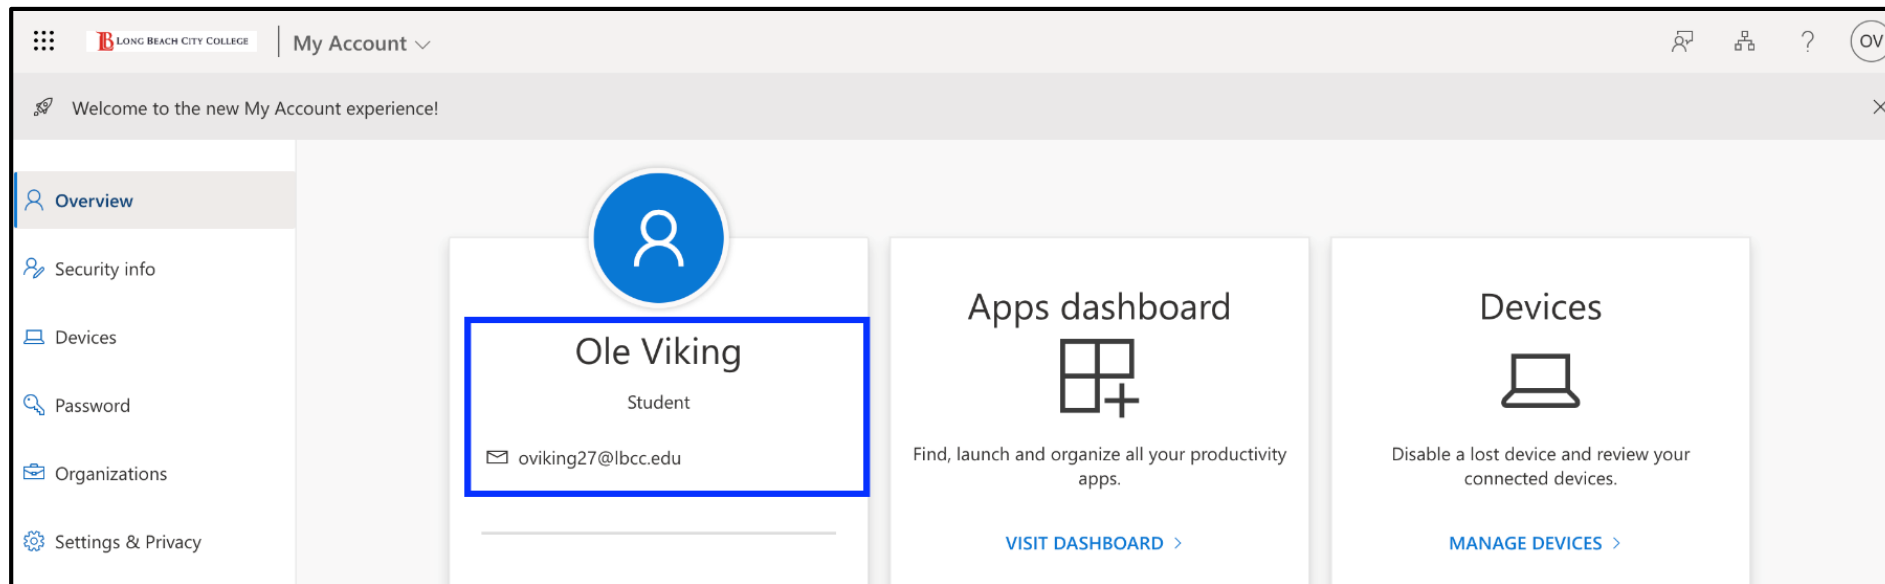 LONG BEACH CITY COLLEGE
My Account
?
OV
Welcome to the new My Account experience!
Overview
Security info
Devices
Password
Organizations
Settings & Privacy
Ole Viking
Student
oviking27@lbcc.edu
Apps dashboard
Find, launch and organize all your productivity
apps.
VISIT DASHBOARD >
Devices
Disable a lost device and review your
connected devices.
MANAGE DEVICES >